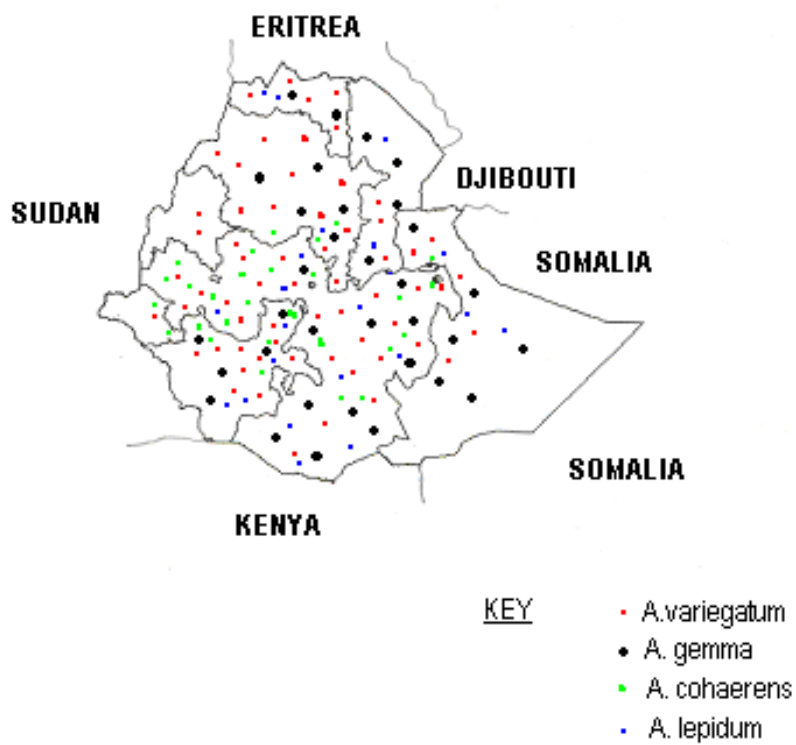 ERITREA
DJIBOUTI
SUDAN
SOMALIA
SOMALIA
KENYA
KEY
A.variegatum
A. gemma
A. cohaerens
A. lepidum